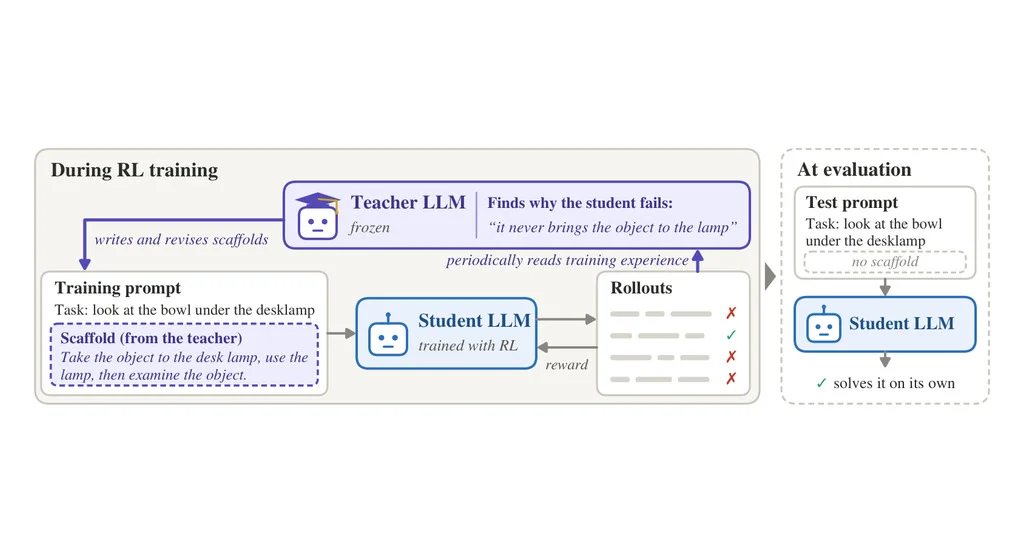 During RL training
Teacher LLM
frozen
Finds why the student fails:
“it never brings the object to the lamp”
writes and revises scaffolds
periodically reads training experience
Training prompt
Task: look at the bowl under the desklamp
Scaffold (from the teacher)
Take the object to the desk lamp, use the
lamp, then examine the object.
Student LLM
trained with RL
reward
Rollouts
✗
✓
✗
✗
At evaluation
Test prompt
Task: look at the bowl
under the desklamp
no scaffold
Student LLM
✓ solves it on its own